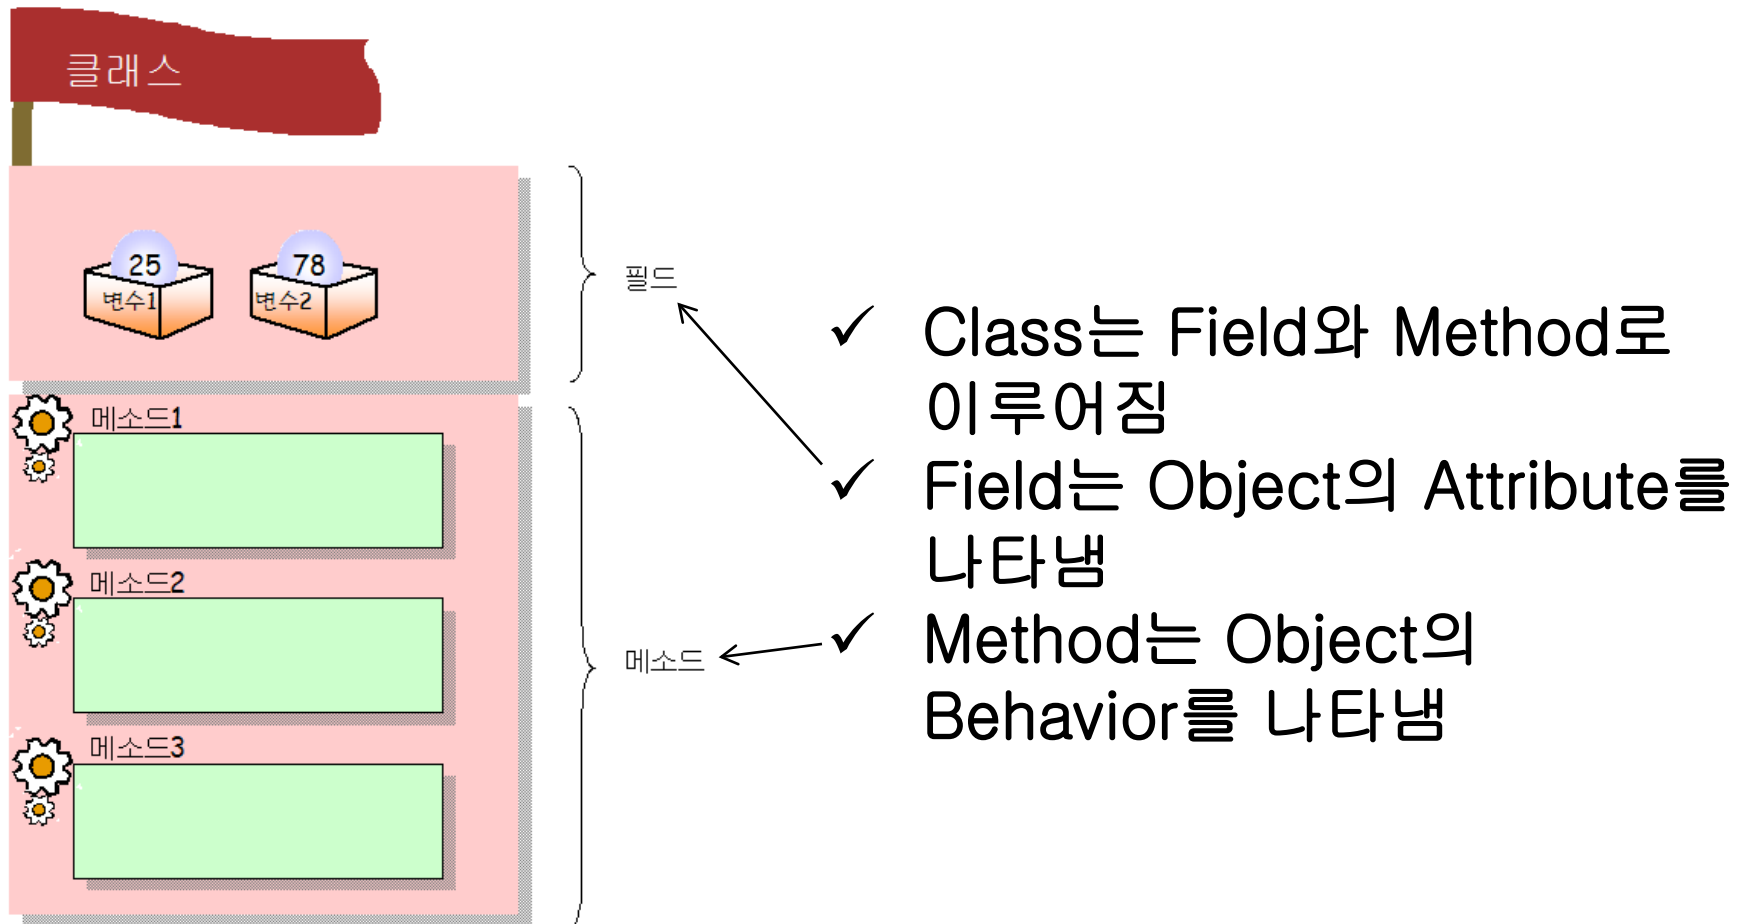 클래스
25
변수1
78
변수2
필드
메소드1
메소드2
메소드3
메소드
✓ Class는 Field와 Method로
이루어짐
✓ Field는 Object의 Attribute를
나타냄
✓ Method는 Object의
Behavior를 나타냄